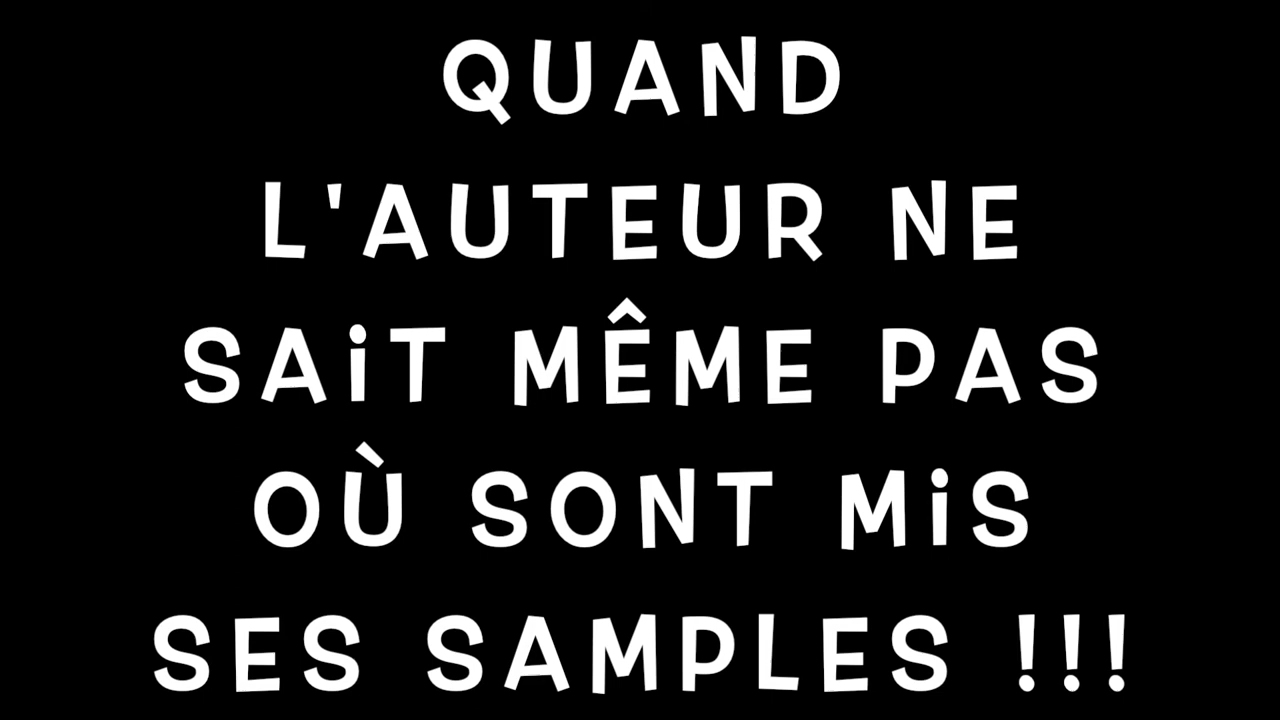 QUAND
L'AUTEUR NE
SAiT MÊME PAS
OÙ SONT MiS
SES SAMPLES !!!